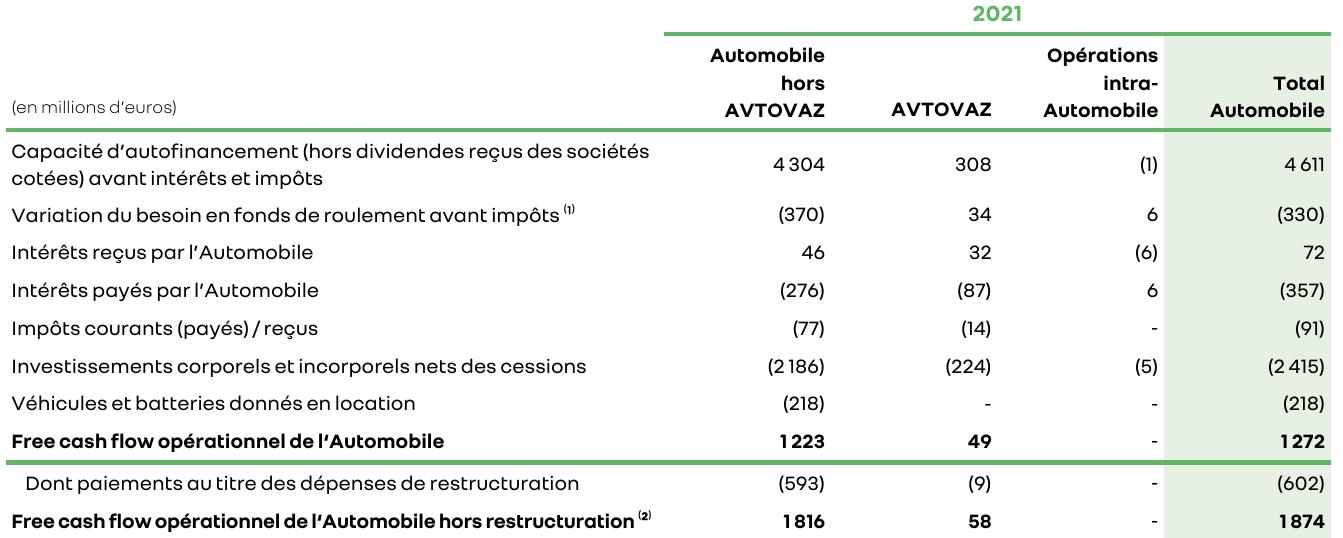 2021
(en millions d’euros) Automobile hors AVTOVAZ AVTOVAZ Opérations intra-Automobile Total Automobile
Capacité d’autofinancement (hors dividendes reçus des sociétés
cotées) avant intérêts et impôts 4 304 308 (1) 4 611
Variation du besoin en fonds de roulement avant impôts (1) (370) 34 6 (330)
Intérêts reçus par l’Automobile 46 32 (6) 72
Intérêts payés par l’Automobile (276) (87) 6 (357)
Impôts courants (payés) / reçus (77) (14) - (91)
Investissements corporels et incorporels nets des cessions (2 186) (224) (5) (2 415)
Véhicules et batteries donnés en location (218) - - (218)
Free cash flow opérationnel de l’Automobile 1 223 49 - 1 272
Dont paiements au titre des dépenses de restructuration (593) (9) - (602)
Free cash flow opérationnel de l’Automobile hors restructuration (2) 1 816 58 - 1 874